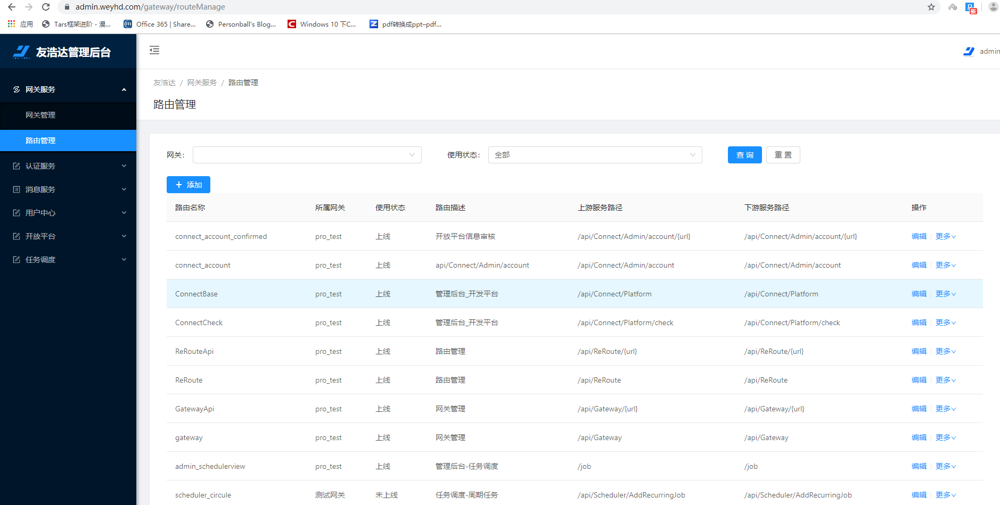 admin.weyhd.com/gateway/routeManage
应用 Tars框架进阶 - 漫... Office 365 | Share... Personball's Blog... Windows 10 下C... pdf转换成ppt–pdf...
友浩达管理后台
admin
网关服务
网关管理
路由管理
认证服务
消息服务
用户中心
开放平台
任务调度
友浩达 / 网关服务 / 路由管理
路由管理
网关: 使用状态: 全部 查 询 重 置
+ 添加
路由名称 所属网关 使用状态 路由描述 上游服务路径 下游服务路径 操作
connect_account_confirmed pro_test 上线 开放平台信息审核 /api/Connect/Admin/account/{url} /api/Connect/Admin/account/{url} 编辑 更多
connect_account pro_test 上线 api/Connect/Admin/account /api/Connect/Admin/account /api/Connect/Admin/account 编辑 更多
ConnectBase pro_test 上线 管理后台_开发平台 /api/Connect/Platform /api/Connect/Platform 编辑 更多
ConnectCheck pro_test 上线 管理后台_开发平台 /api/Connect/Platform/check /api/Connect/Platform/check 编辑 更多
ReRouteApi pro_test 上线 路由管理 /api/ReRoute/{url} /api/ReRoute/{url} 编辑 更多
ReRoute pro_test 上线 路由管理 /api/ReRoute /api/ReRoute 编辑 更多
GatewayApi pro_test 上线 网关管理 /api/Gateway/{url} /api/Gateway/{url} 编辑 更多
gateway pro_test 上线 网关管理 /api/Gateway /api/Gateway 编辑 更多
admin_schedulerview pro_test 上线 管理后台-任务调度 /job /job 编辑 更多
scheduler_circule 测试网关 未上线 任务调度-周期任务 /api/Scheduler/AddRecurringJob /api/Scheduler/AddRecurringJob 编辑 更多